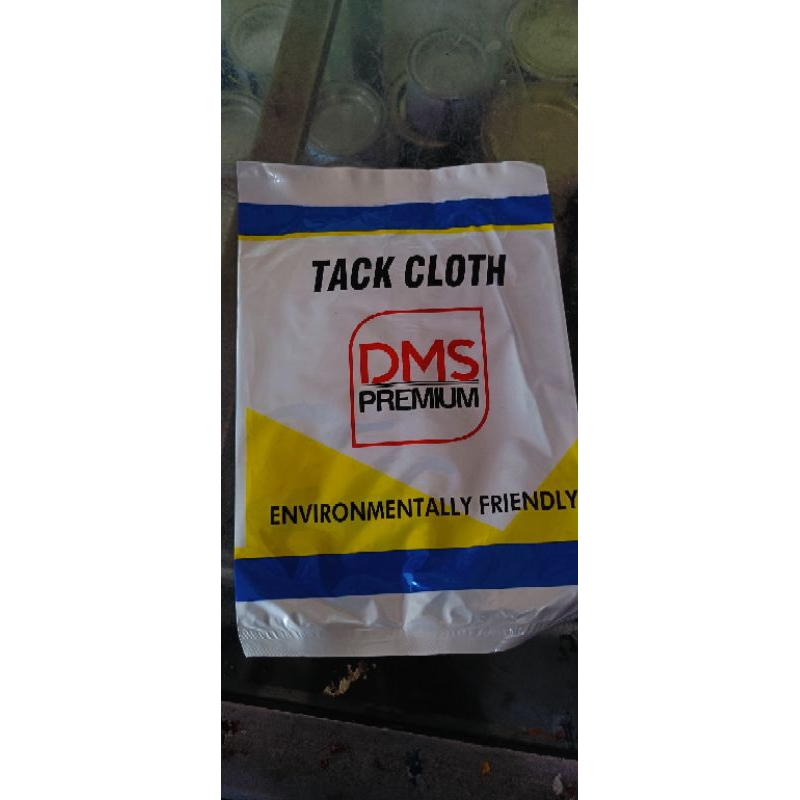 TACK CLOTH
DMS
PREMIUM
ENVIRONMENTALLY FRIENDLY